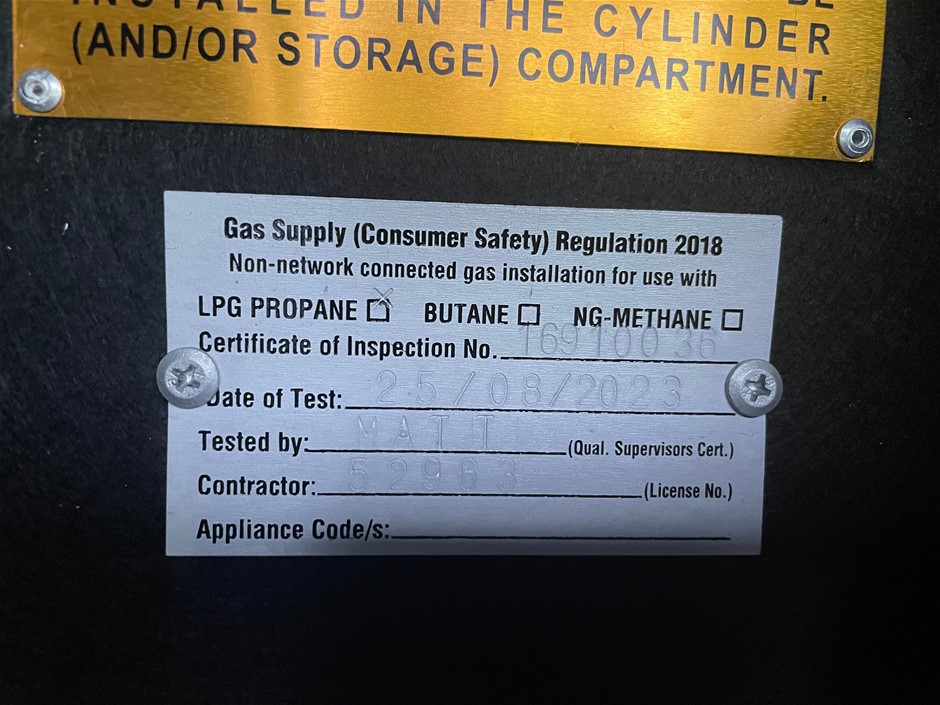 INSTALLED IN THE CYLINDER
(AND/OR STORAGE) COMPARTMENT.
Gas Supply (Consumer Safety) Regulation 2018
Non-network connected gas installation for use with
LPG PROPANE ☒ BUTANE ☐ NG-METHANE ☐
Certificate of Inspection No. 16910036
Date of Test: 25/08/2023
Tested by: MATT (Qual. Supervisors Cert.)
Contractor: 52963 (License No.)
Appliance Code/s: